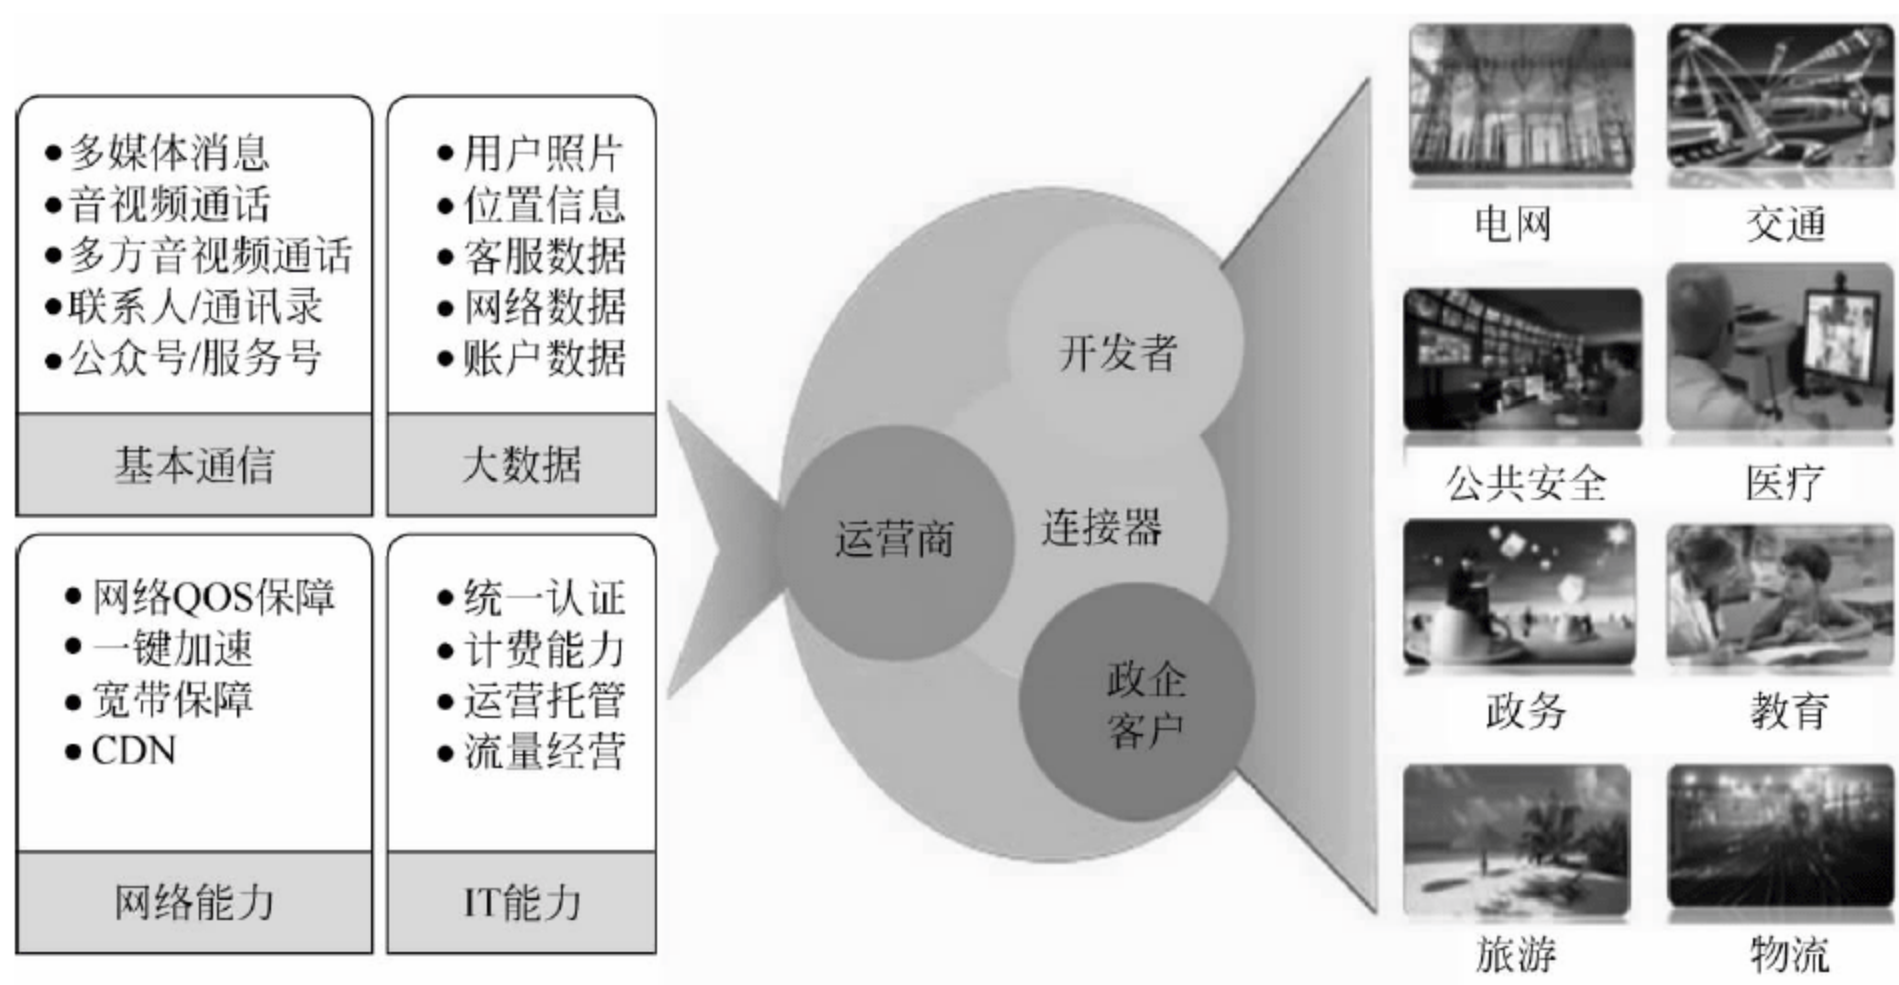 ●多媒体消息
●音视频通话
●多方音视频通话
●联系人/通讯录
●公众号/服务号
基本通信
●用户照片
●位置信息
●客服数据
●网络数据
●账户数据
大数据
●网络QOS保障
●一键加速
●宽带保障
●CDN
网络能力
●统一认证
●计费能力
●运营托管
●流量经营
IT能力
开发者
运营商
连接器
政企
客户
电网
交通
公共安全
医疗
政务
教育
旅游
物流